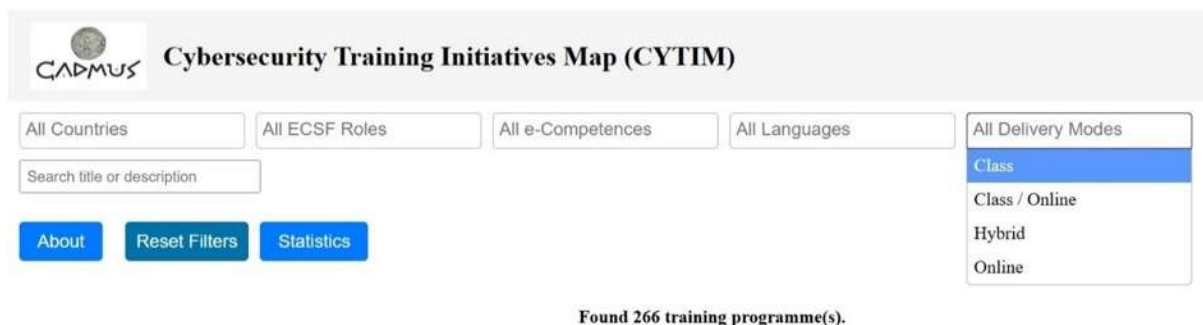 CADMUS
Cybersecurity Training Initiatives Map (CYTIM)
All Countries
All ECSF Roles
All e-Competences
All Languages
All Delivery Modes
Search title or description
Class
Class / Online
Hybrid
Online
About
Reset Filters
Statistics
Found 266 training programme(s).